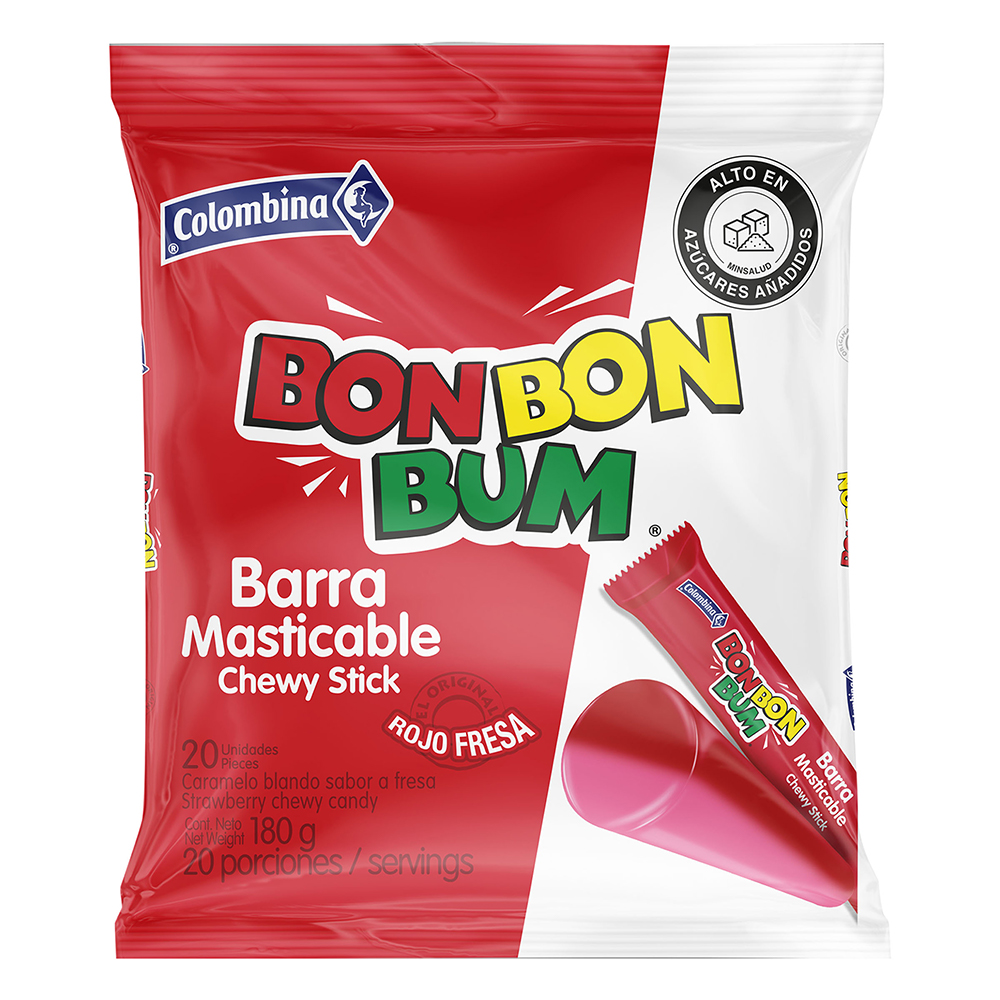 Colombina
®
ALTO EN
AZÚCARES AÑADIDOS
MINSALUD
BON BON
BUM
®
Barra
Masticable
Chewy Stick
EL ORIGINAL
ROJO FRESA
20 Unidades
Pieces
Caramelo blando sabor a fresa
Strawberry chewy candy
Cont. Neto
Net Weight 180 g
20 porciones / servings
Colombina
BON BON
BUM
Barra
Masticable
Chewy Stick
BON